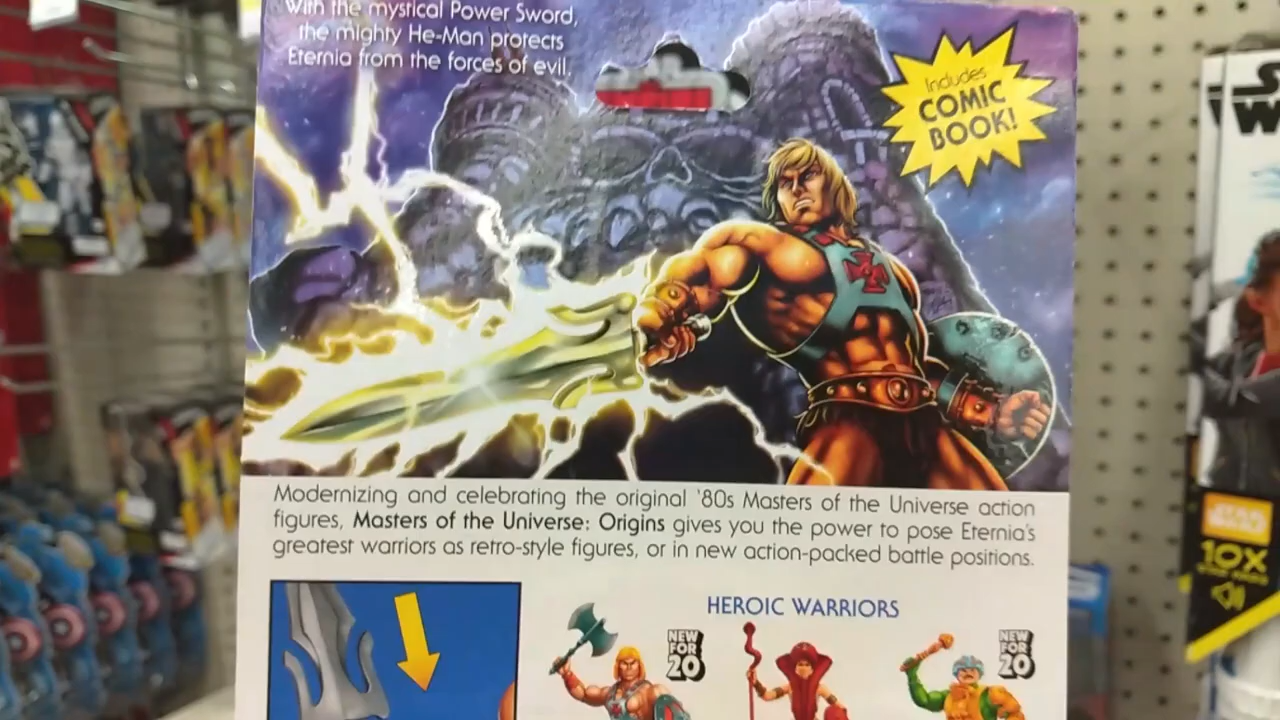 With the mystical Power Sword,
the mighty He-Man protects
Eternia from the forces of evil.
Includes
COMIC
BOOK!
Modernizing and celebrating the original '80s Masters of the Universe action
figures, Masters of the Universe: Origins gives you the power to pose Eternia's
greatest warriors as retro-style figures, or in new action-packed battle positions.
HEROIC WARRIORS
NEW
FOR
20
NEW
FOR
20
STAR
WARS
10X